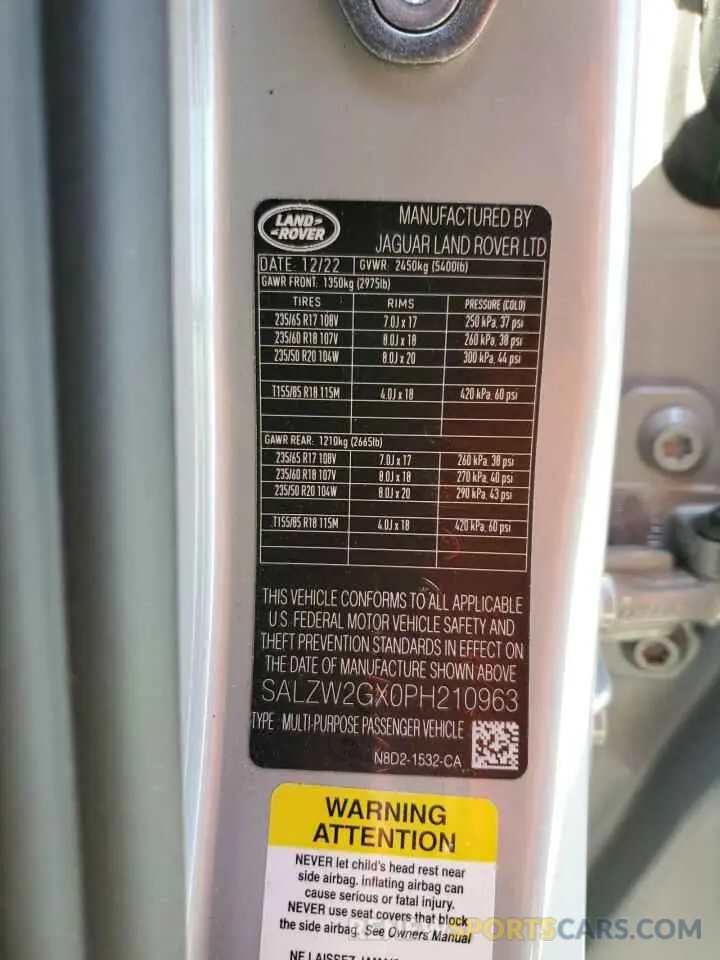 LAND-
-ROVER
MANUFACTURED BY
JAGUAR LAND ROVER LTD
DATE: 12/22 GVWR: 2450kg (5400lb)
GAWR FRONT: 1350kg (2975lb)
TIRES RIMS PRESSURE (COLD)
235/65 R17 108V 7.0J x 17 250 kPa, 37 psi
235/60 R18 107V 8.0J x 18 260 kPa, 38 psi
235/50 R20 104W 8.0J x 20 300 kPa, 44 psi
T155/85 R18 115M 4.0J x 18 420 kPa, 60 psi
GAWR REAR: 1210kg (2665lb)
235/65 R17 108V 7.0J x 17 260 kPa, 38 psi
235/60 R18 107V 8.0J x 18 270 kPa, 40 psi
235/50 R20 104W 8.0J x 20 290 kPa, 43 psi
T155/85 R18 115M 4.0J x 18 420 kPa, 60 psi
THIS VEHICLE CONFORMS TO ALL APPLICABLE
U.S. FEDERAL MOTOR VEHICLE SAFETY AND
THEFT PREVENTION STANDARDS IN EFFECT ON
THE DATE OF MANUFACTURE SHOWN ABOVE
SALZW2GX0PH210963
TYPE : MULTI-PURPOSE PASSENGER VEHICLE
N8D2-1532-CA
WARNING
ATTENTION
NEVER let child's head rest near
side airbag. Inflating airbag can
cause serious or fatal injury.
NEVER use seat covers that block
the side airbag. See Owners Manual
REVIEWSPORTSCARS.COM